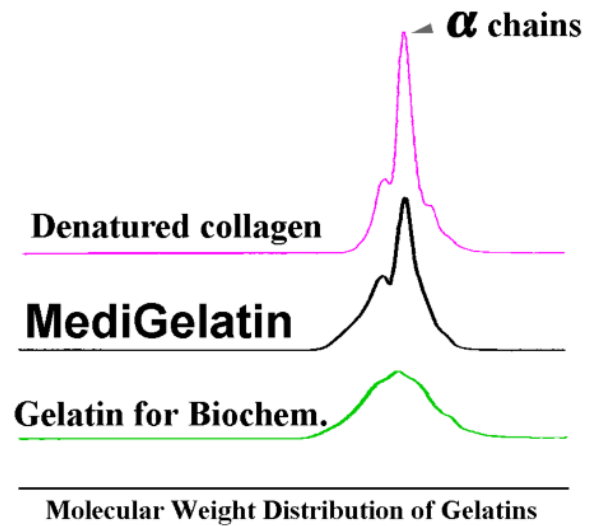 α chains
Denatured collagen
MediGelatin
Gelatin for Biochem.
Molecular Weight Distribution of Gelatins